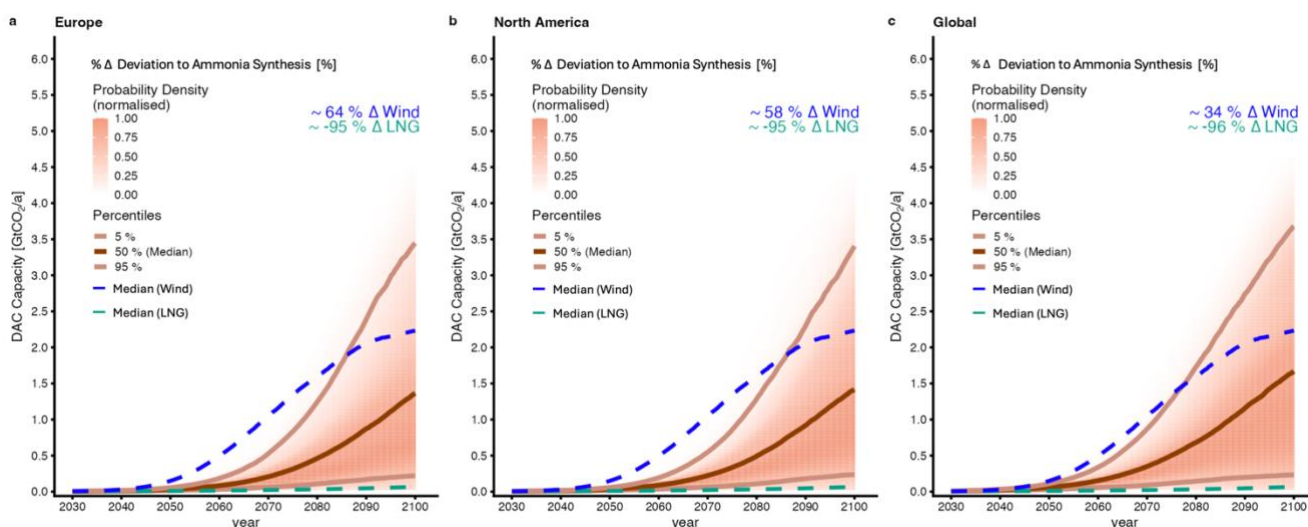 a Europe
% Δ Deviation to Ammonia Synthesis [%]
Probability Density
(normalised)
1.00
0.75
0.50
0.25
0.00
~ 64 % Δ Wind
~ -95 % Δ LNG
Percentiles
5 %
50 % (Median)
95 %
Median (Wind)
Median (LNG)
DAC Capacity [GtCO₂/a]
6.0
5.5
5.0
4.5
4.0
3.5
3.0
2.5
2.0
1.5
1.0
0.5
0.0
2030 2040 2050 2060 2070 2080 2090 2100
year
b North America
% Δ Deviation to Ammonia Synthesis [%]
Probability Density
(normalised)
1.00
0.75
0.50
0.25
0.00
~ 58 % Δ Wind
~ -95 % Δ LNG
Percentiles
5 %
50 % (Median)
95 %
Median (Wind)
Median (LNG)
DAC Capacity [GtCO₂/a]
6.0
5.5
5.0
4.5
4.0
3.5
3.0
2.5
2.0
1.5
1.0
0.5
0.0
2030 2040 2050 2060 2070 2080 2090 2100
year
c Global
% Δ Deviation to Ammonia Synthesis [%]
Probability Density
(normalised)
1.00
0.75
0.50
0.25
0.00
~ 34 % Δ Wind
~ -96 % Δ LNG
Percentiles
5 %
50 % (Median)
95 %
Median (Wind)
Median (LNG)
DAC Capacity [GtCO₂/a]
6.0
5.5
5.0
4.5
4.0
3.5
3.0
2.5
2.0
1.5
1.0
0.5
0.0
2030 2040 2050 2060 2070 2080 2090 2100
year